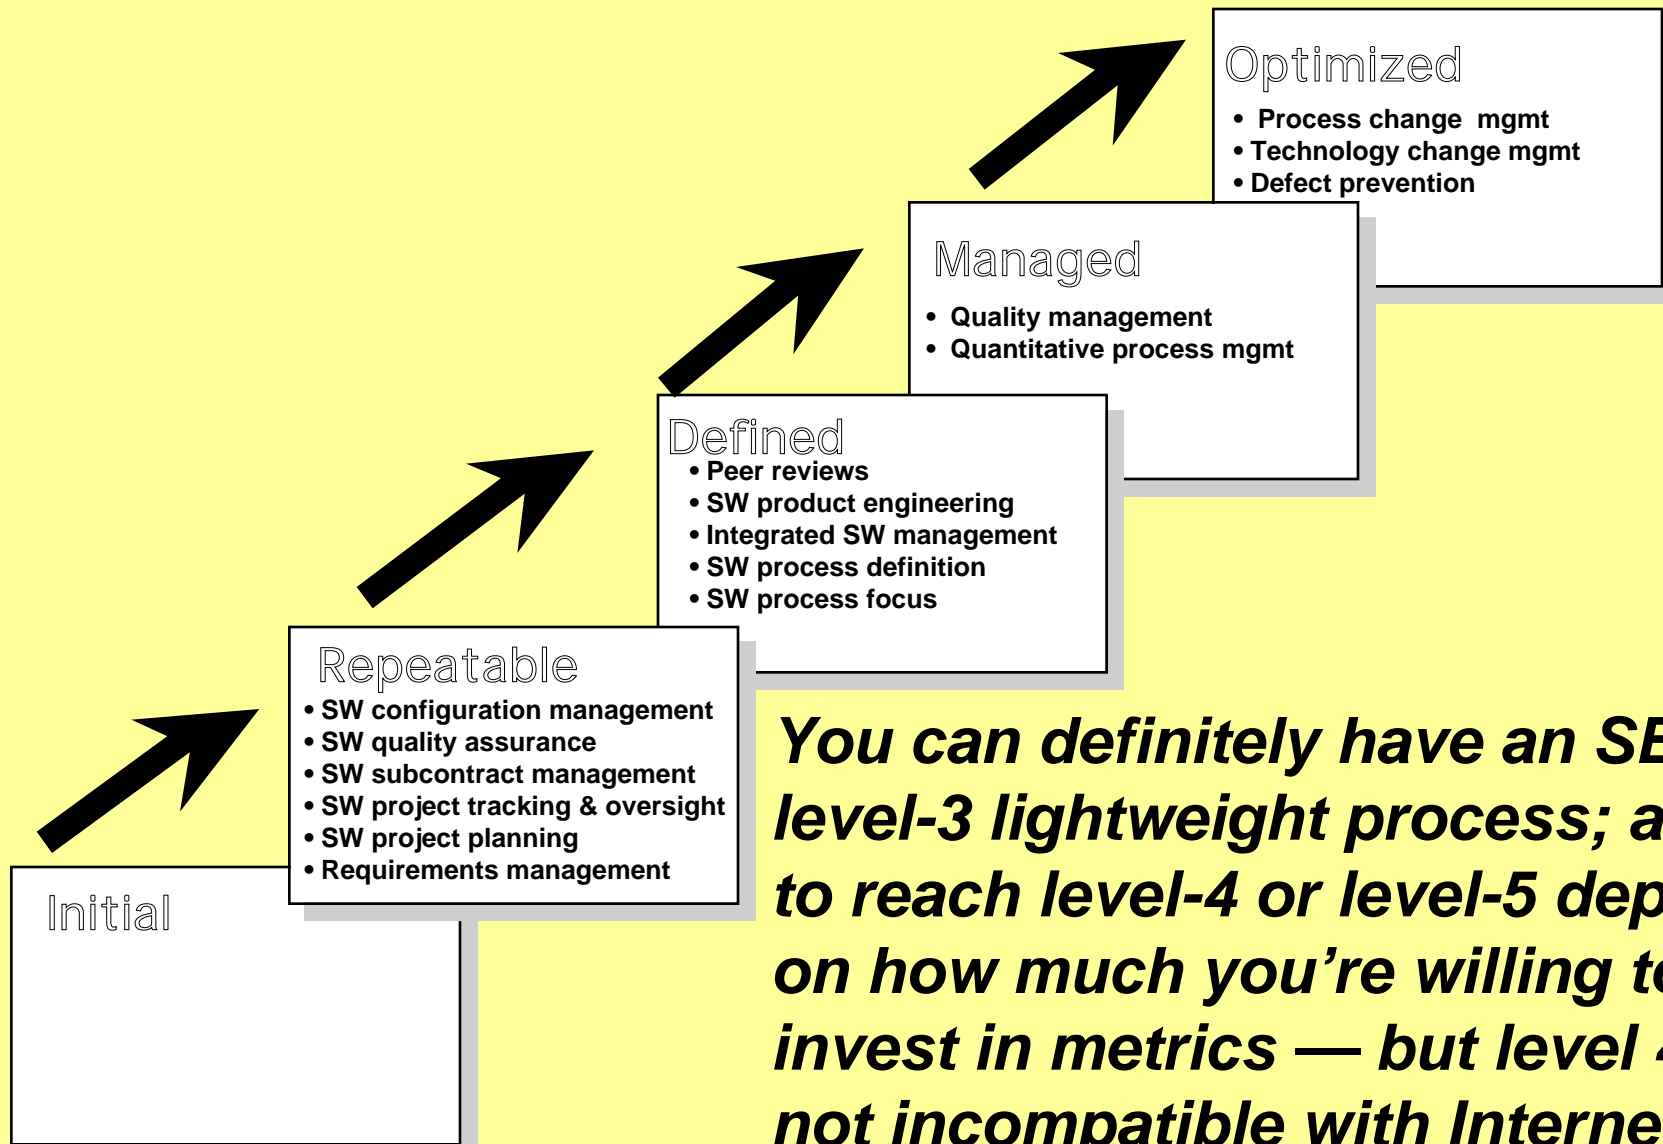 Optimized
• Process change mgmt
• Technology change mgmt
• Defect prevention
Managed
• Quality management
• Quantitative process mgmt
Defined
• Peer reviews
• SW product engineering
• Integrated SW management
• SW process definition
• SW process focus
Repeatable
• SW configuration management
• SW quality assurance
• SW subcontract management
• SW project tracking & oversight
• SW project planning
• Requirements management
Initial
You can definitely have an
level-3 lightweight process;
to reach level-4 or level-5
on how much you’re willing
invest in metrics — but level
not incompatible with